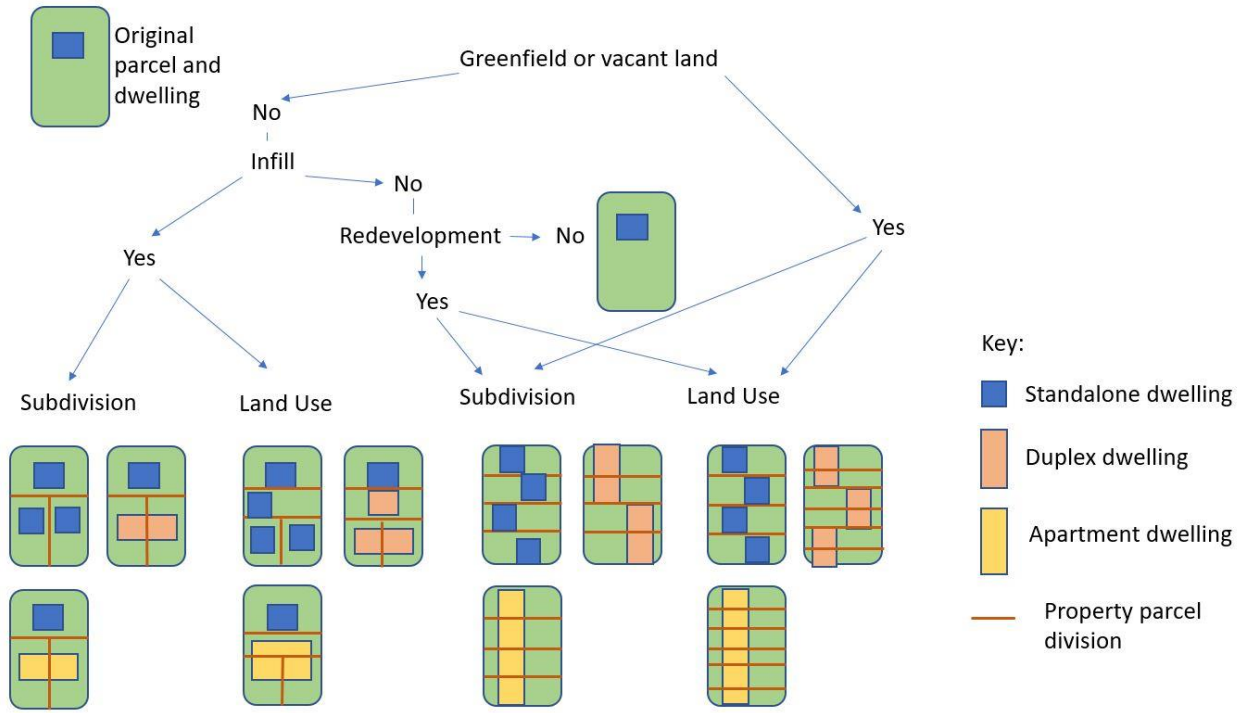 Original
parcel and
dwelling
Greenfield or vacant land
No
Infill
No
Redevelopment
No
Yes
Yes
Yes
Subdivision
Land Use
Subdivision
Land Use
Key:
Standalone dwelling
Duplex dwelling
Apartment dwelling
Property parcel
division